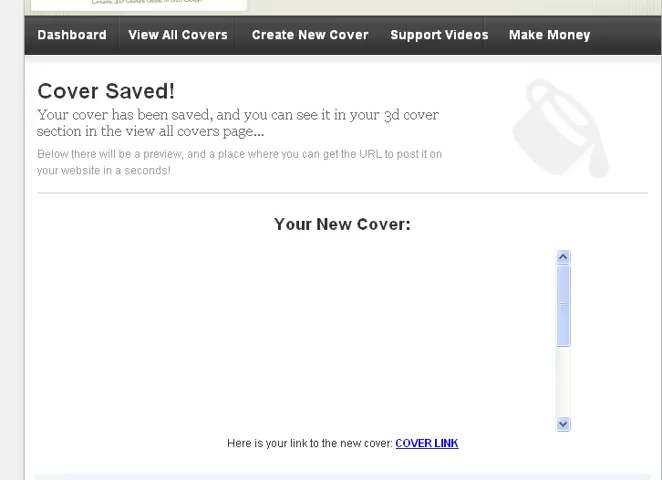 Dashboard View All Covers Create New Cover Support Videos Make Money
Cover Saved!
Your cover has been saved, and you can see it in your 3d cover
section in the view all covers page...
Below there will be a preview, and a place where you can get the URL to post it on
your website in a seconds!
Your New Cover:
Here is your link to the new cover: COVER LINK